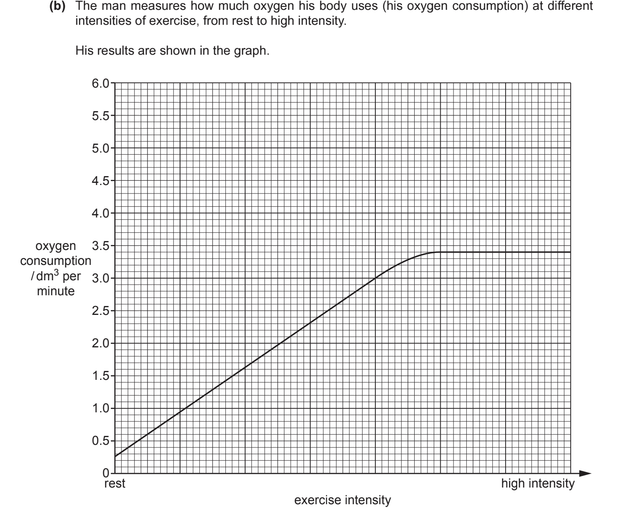 (b) The man measures how much oxygen his body uses (his oxygen consumption) at different
intensities of exercise, from rest to high intensity.
His results are shown in the graph.
6.0
5.5
5.0
4.5
4.0
3.5
3.0
2.5
2.0
1.5
1.0
0.5
0
oxygen
consumption
/dm³ per
minute
rest
high intensity
exercise intensity